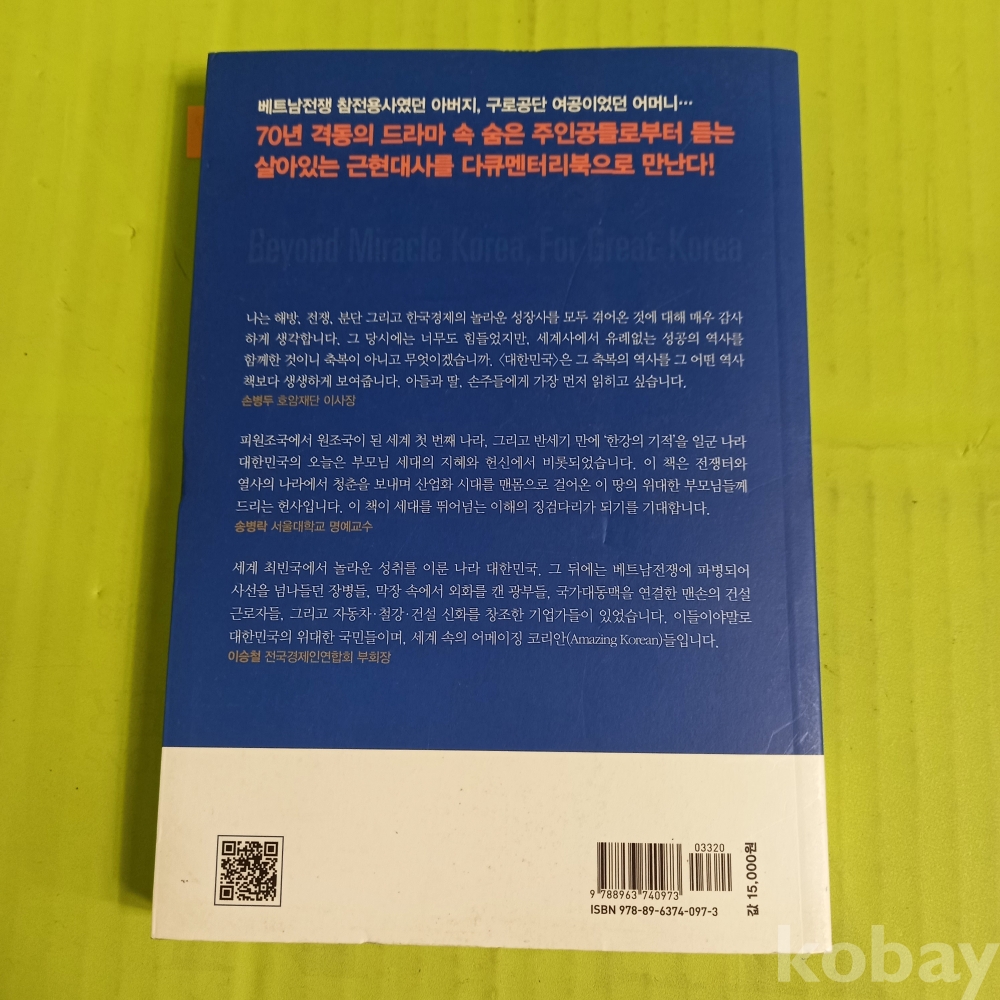 베트남전쟁 참전용사였던 아버지, 구로공단 여공이었던 어머니…
70년 격동의 드라마 속 숨은 주인공들로부터 듣는
살아있는 근현대사를 다큐멘터리북으로 만난다!
Beyond Miracle Korea, For Great Korea
나는 해방, 전쟁, 분단 그리고 한국경제의 놀라운 성장사를 모두 겪어온 것에 대해 매우 감사
하게 생각합니다. 그 당시에는 너무도 힘들었지만, 세계사에서 유례없는 성공의 역사를
함께한 것이니 축복이 아니고 무엇이겠습니까. 〈대한민국〉은 그 축복의 역사를 그 어떤 역사
책보다 생생하게 보여줍니다. 아들과 딸, 손주들에게 가장 먼저 읽히고 싶습니다.
손병두 호암재단 이사장
피원조국에서 원조국이 된 세계 첫 번째 나라, 그리고 반세기 만에 ‘한강의 기적’을 일군 나라
대한민국의 오늘은 부모님 세대의 지혜와 헌신에서 비롯되었습니다. 이 책은 전쟁터와
열사의 나라에서 청춘을 보내며 산업화 시대를 맨몸으로 걸어온 이 땅의 위대한 부모님들께
드리는 헌사입니다. 이 책이 세대를 뛰어넘는 이해의 징검다리가 되기를 기대합니다.
송병락 서울대학교 명예교수
세계 최빈국에서 놀라운 성취를 이룬 나라 대한민국. 그 뒤에는 베트남전쟁에 파병되어
사선을 넘나들던 장병들, 막장 속에서 외화를 캔 광부들, 국가대동맥을 연결한 맨손의 건설
근로자들, 그리고 자동차·철강·건설 신화를 창조한 기업가들이 있었습니다. 이들이야말로
대한민국의 위대한 국민들이며, 세계 속의 어메이징 코리안(Amazing Korean)들입니다.
이승철 전국경제인연합회 부회장
03320
9 788963 740973
ISBN 978-89-6374-097-3
값 15,000원
kobay